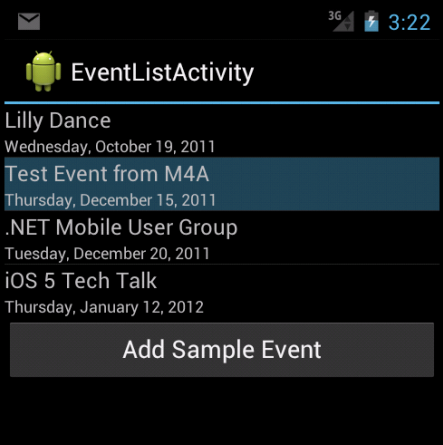 3G 3:22
EventListActivity
Lilly Dance
Wednesday, October 19, 2011
Test Event from M4A
Thursday, December 15, 2011
.NET Mobile User Group
Tuesday, December 20, 2011
iOS 5 Tech Talk
Thursday, January 12, 2012
Add Sample Event